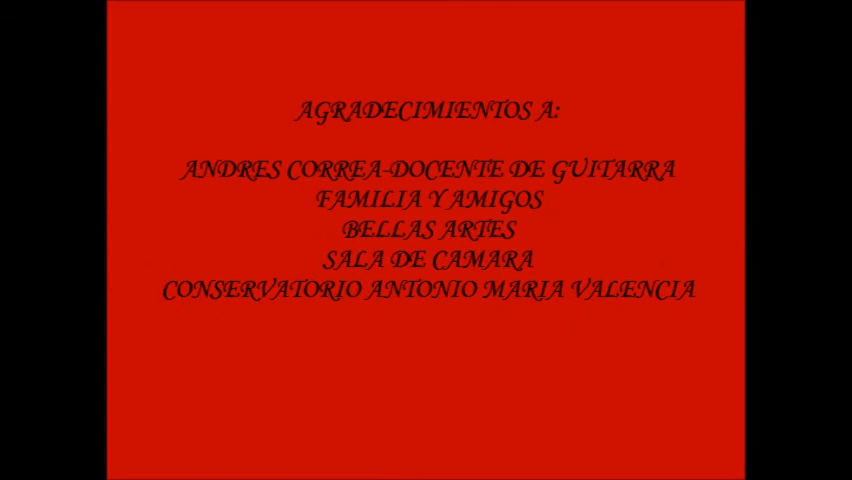 AGRADECIMIENTOS A:
ANDRES CORREA-DOCENTE DE GUITARRA
FAMILIA Y AMIGOS
BELLAS ARTES
SALA DE CAMARA
CONSERVATORIO ANTONIO MARIA VALENCIA